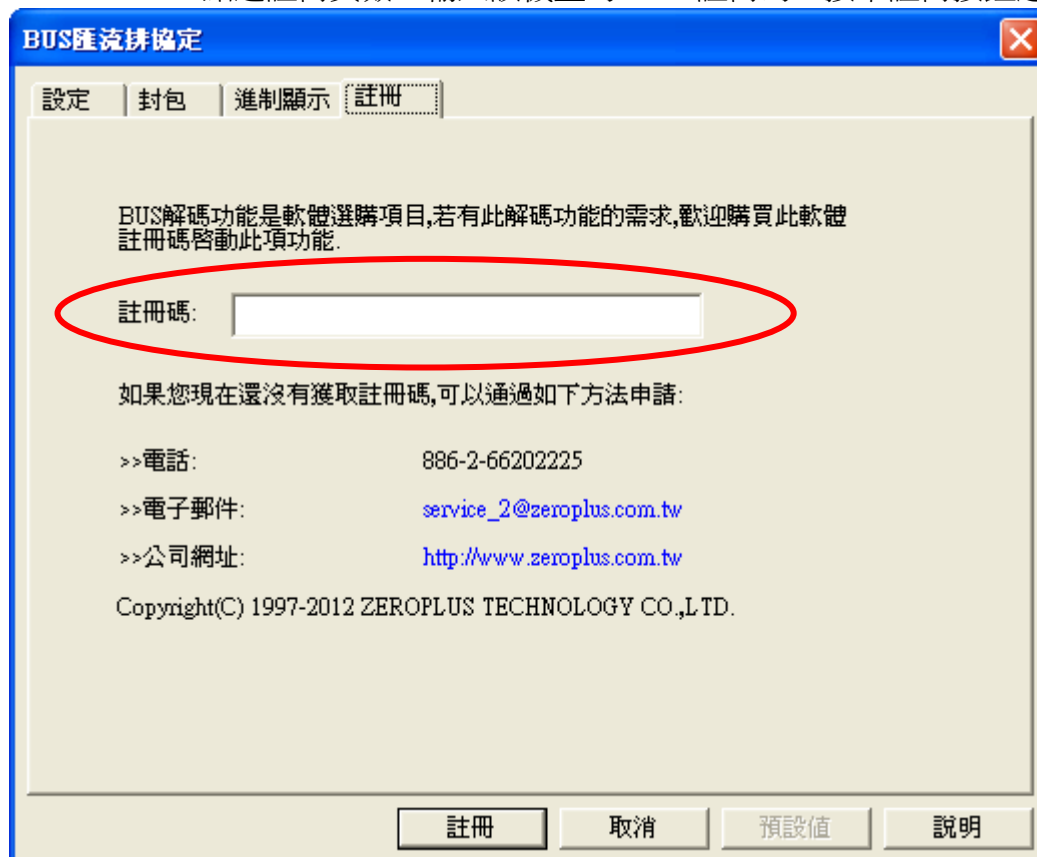 BUS匯流排協定
設定 封包 進制顯示 註冊
BUS解碼功能是軟體選購項目,若有此解碼功能的需求,歡迎購買此軟體
註冊碼啓動此項功能.
註冊碼:
如果您現在還沒有獲取註冊碼,可以通過如下方法申請:
>>電話: 886-2-66202225
>>電子郵件: service_2@zeroplus.com.tw
>>公司網址: http://www.zeroplus.com.tw
Copyright(C) 1997-2012 ZEROPLUS TECHNOLOGY CO.,LTD.
註冊 取消 預設值 說明